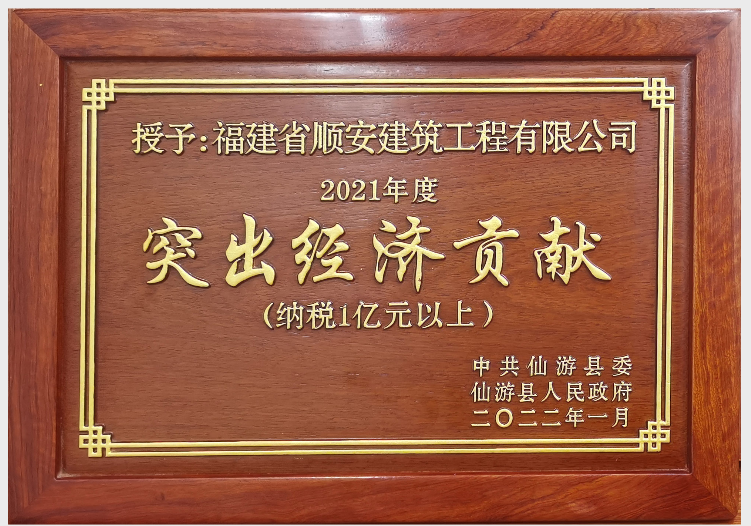 授予:福建省顺安建筑工程有限公司
2021年度
突出经济贡献
(纳税1亿元以上)
中共仙游县委
仙游县人民政府
二〇二二年一月